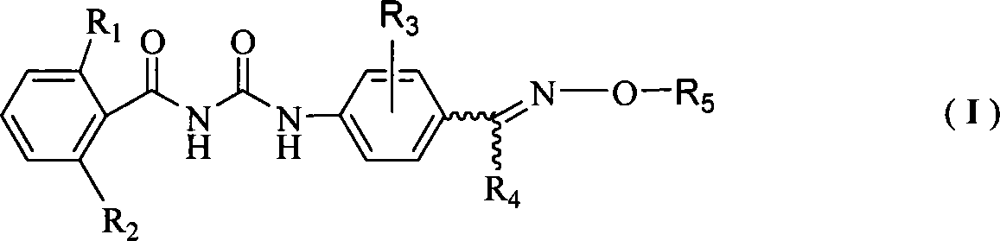 R₁ O O R₃
N N N O R₅ ( I )
H H
R₂ R₄